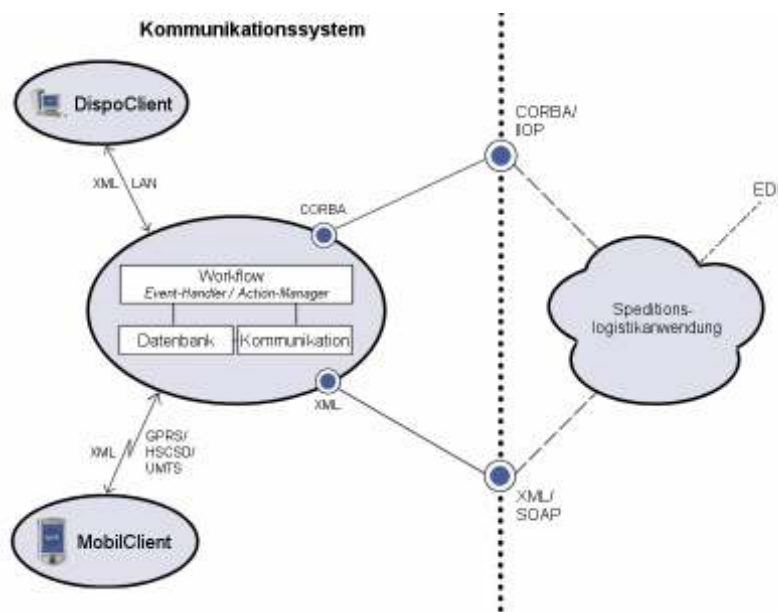 Kommunikationssystem
DispoClient
CORBA/
IIOP
XML LAN
EDI
CORBA
Workflow
Event-Handler / Action-Manager
Datenbank
Kommunikation
Speditions-
logistikanwendung
XML
XML
GPRS/
HSCSD/
UMTS
XML/
SOAP
MobilClient